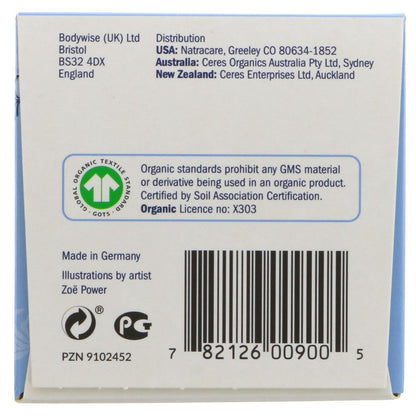 Bodywise (UK) Ltd
Bristol
BS32 4DX
England
Distribution
USA: Natracare, Greeley CO 80634-1852
Australia: Ceres Organics Australia Pty Ltd, Sydney
New Zealand: Ceres Enterprises Ltd, Auckland
GLOBAL ORGANIC TEXTILE STANDARD
· GOTS ·
Organic standards prohibit any GMS material
or derivative being used in an organic product.
Certified by Soil Association Certification.
Organic Licence no: X303
Made in Germany
Illustrations by artist
Zoë Power
®
PG
PZN 9102452
7 82126 00900 5